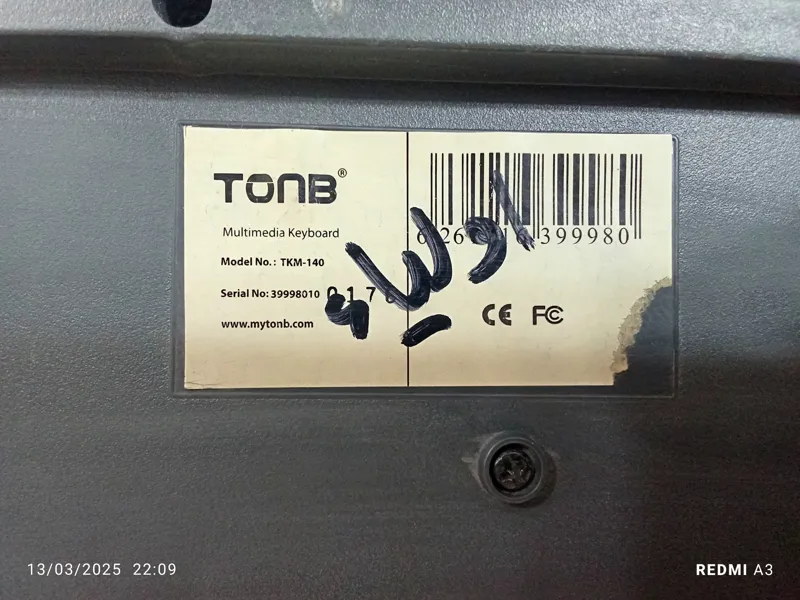 TONB®
Multimedia Keyboard
Model No.: TKM-140
Serial No: 39998010
www.mytonb.com
399980
CE FC
اولیه
13/03/2025 22:09
REDMI A3